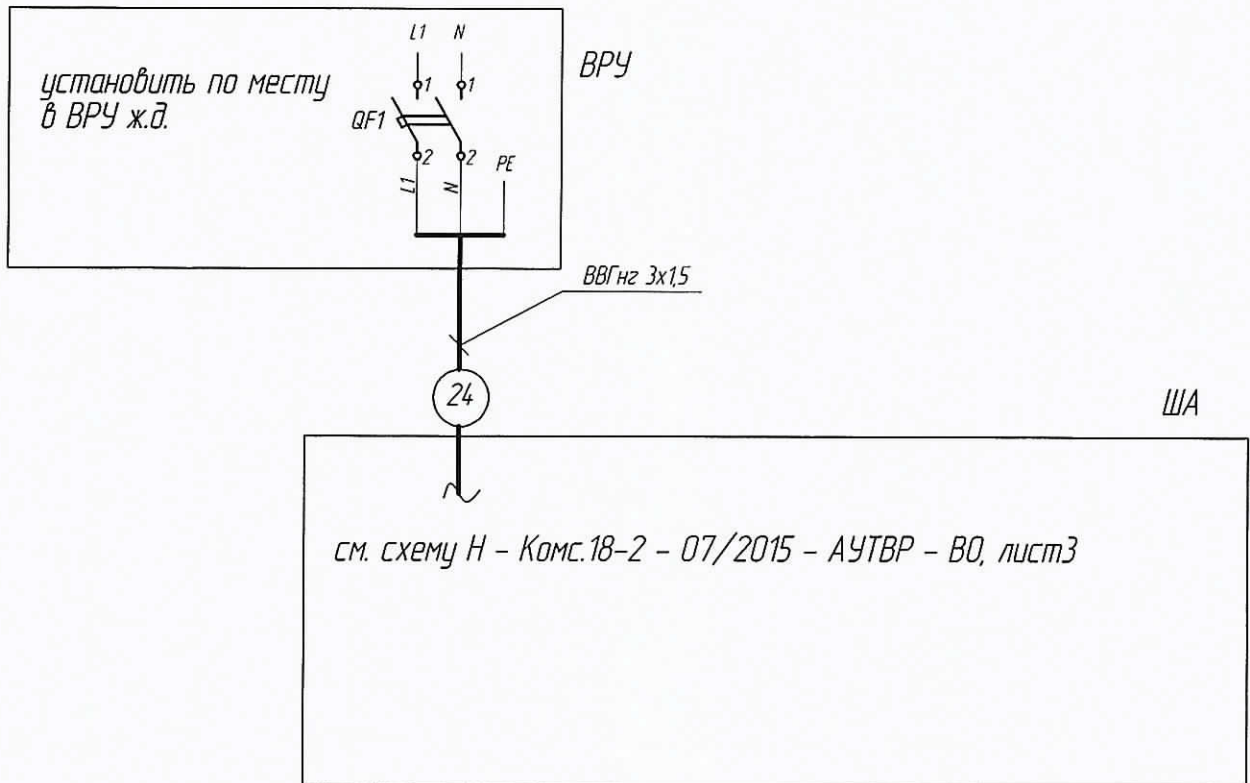 L1 N
ВРУ
установить по месту
в ВРУ ж.д.
1 1
QF1
2 2
PE
L1 N
ВВГнг 3х1,5
24
ША
см. схему Н - Комс.18-2 - 07/2015 - АУТВР - ВО, лист3